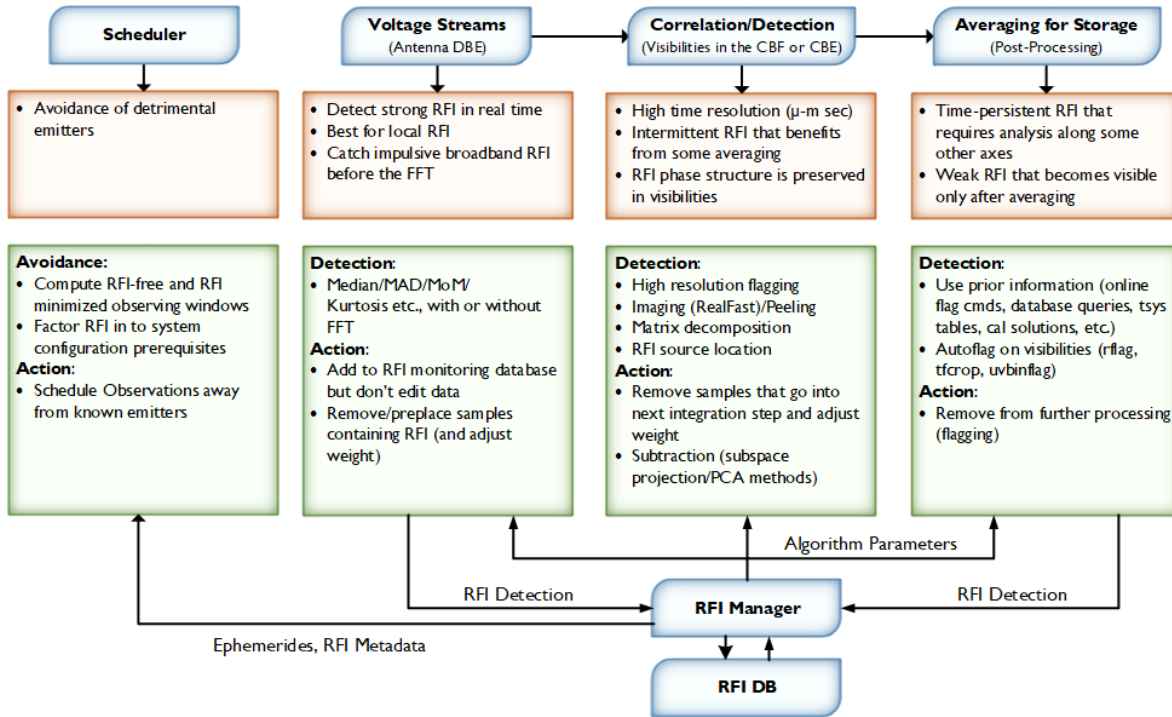 Scheduler
Voltage Streams
(Antenna DBE)
Correlation/Detection
(Visibilities in the CBF or CBE)
Averaging for Storage
(Post-Processing)
• Avoidance of detrimental
emitters
• Detect strong RFI in real time
• Best for local RFI
• Catch impulsive broadband RFI
before the FFT
• High time resolution (µ-m sec)
• Intermittent RFI that benefits
from some averaging
• RFI phase structure is preserved
in visibilities
• Time-persistent RFI that
requires analysis along some
other axes
• Weak RFI that becomes visible
only after averaging
Avoidance:
• Compute RFI-free and RFI
minimized observing windows
• Factor RFI in to system
configuration prerequisites
Action:
• Schedule Observations away
from known emitters
Detection:
• Median/MAD/MoM/
Kurtosis etc., with or without
FFT
Action:
• Add to RFI monitoring database
but don't edit data
• Remove/preplace samples
containing RFI (and adjust
weight)
Detection:
• High resolution flagging
• Imaging (RealFast)/Peeling
• Matrix decomposition
• RFI source location
Action:
• Remove samples that go into
next integration step and adjust
weight
• Subtraction (subspace
projection/PCA methods)
Detection:
• Use prior information (online
flag cmds, database queries, tsys
tables, cal solutions, etc.)
• Autoflag on visibilities (rflag,
tfcrop, uvbinflag)
Action:
• Remove from further processing
(flagging)
Algorithm Parameters
RFI Detection
RFI Manager
RFI Detection
Ephemerides, RFI Metadata
RFI DB